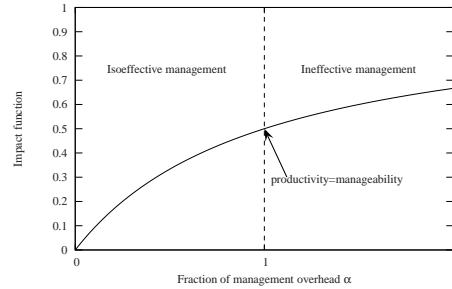 1
0.9
0.8
0.7
0.6
0.5
0.4
0.3
0.2
0.1
0
Impact function
Isoeffective management
Ineffective management
productivity=manageability
0
1
Fraction of management overhead α